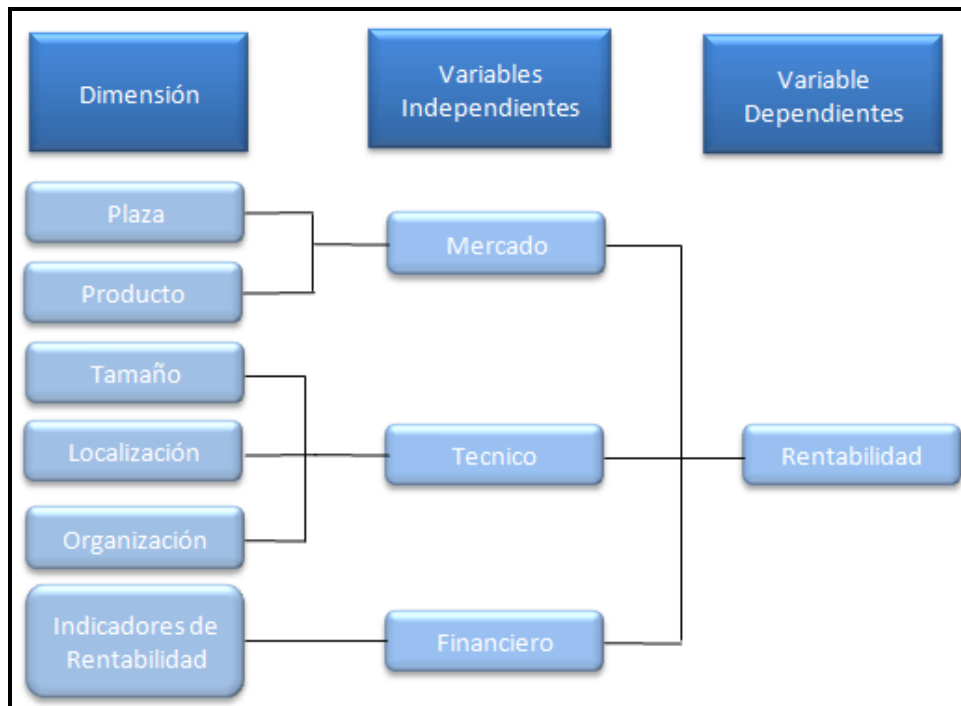 Dimensión
Variables
Independientes
Variable
Dependientes
Plaza
Producto
Mercado
Tamaño
Localización
Organización
Tecnico
Rentabilidad
Indicadores de
Rentabilidad
Financiero